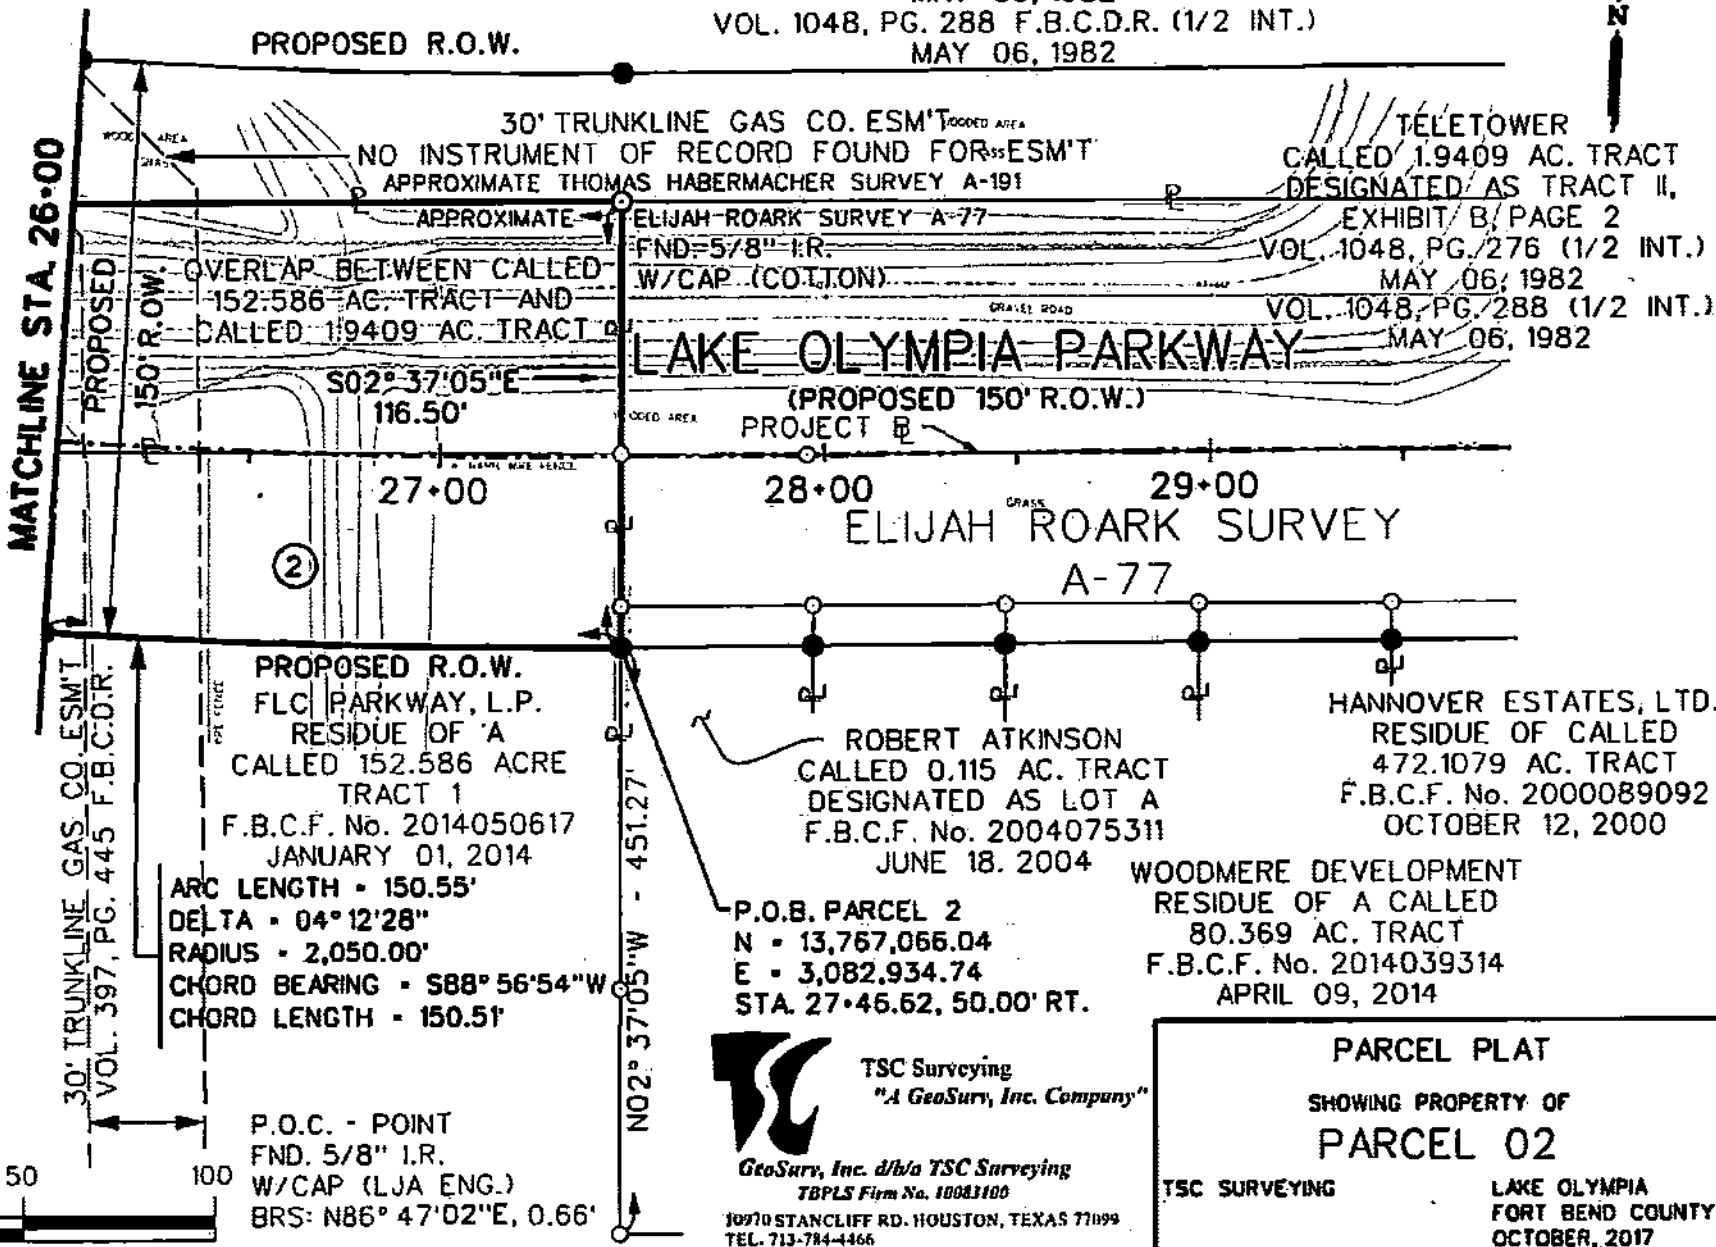 VOL. 1048, PG. 288 F.B.C.D.R. (1/2 INT.)
MAY 06, 1982
N
PROPOSED R.O.W.
30' TRUNKLINE GAS CO. ESM'T
NO INSTRUMENT OF RECORD FOUND FOR ESM'T
APPROXIMATE THOMAS HABERMACHER SURVEY A-191
APPROXIMATE
ELIJAH ROARK SURVEY A-77
FND. 5/8" I.R.
W/CAP (COTTON)
TELETOWER
CALLED 1.9409 AC. TRACT
DESIGNATED AS TRACT II,
EXHIBIT B, PAGE 2
VOL. 1048, PG. 276 (1/2 INT.)
MAY 06, 1982
VOL. 1048, PG. 288 (1/2 INT.)
MAY 06, 1982
MATCHLINE STA. 26+00
PROPOSED
150' R.O.W.
WOOD AREA
GRASS
OVERLAP BETWEEN CALLED
152.586 AC. TRACT AND
CALLED 1.9409 AC. TRACT
GRAVEL ROAD
LAKE OLYMPIA PARKWAY
(PROPOSED 150' R.O.W.)
S02°37'05"E
116.50'
PROJECT BL
27+00
28+00
29+00
GRASS
ELIJAH ROARK SURVEY
A-77
2
PROPOSED R.O.W.
FLC PARKWAY, L.P.
RESIDUE OF A
CALLED 152.586 ACRE
TRACT 1
F.B.C.F. No. 2014050617
JANUARY 01, 2014
30' TRUNKLINE GAS CO. ESM'T
VOL. 397, PG. 445 F.B.C.D.R.
ARC LENGTH = 150.55'
DELTA = 04°12'28"
RADIUS = 2,050.00'
CHORD BEARING = S88°56'54"W
CHORD LENGTH = 150.51'
N02°37'05"W - 451.27'
ROBERT ATKINSON
CALLED 0.115 AC. TRACT
DESIGNATED AS LOT A
F.B.C.F. No. 2004075311
JUNE 18. 2004
HANNOVER ESTATES, LTD.
RESIDUE OF CALLED
472.1079 AC. TRACT
F.B.C.F. No. 2000089092
OCTOBER 12, 2000
WOODMERE DEVELOPMENT
RESIDUE OF A CALLED
80.369 AC. TRACT
F.B.C.F. No. 2014039314
APRIL 09, 2014
P.O.B. PARCEL 2
N = 13,767,066.04
E = 3,082,934.74
STA. 27+46.62, 50.00' RT.
P.O.C. - POINT
FND. 5/8" I.R.
W/CAP (LJA ENG.)
BRS: N86°47'02"E, 0.66'
50
100
TSC Surveying
"A GeoSurv, Inc. Company"
GeoSurv, Inc. d/b/a TSC Surveying
TBPLS Firm No. 10083100
10970 STANCLIFF RD. HOUSTON, TEXAS 77099
TEL. 713-784-4466
PARCEL PLAT
SHOWING PROPERTY OF
PARCEL 02
TSC SURVEYING
LAKE OLYMPIA
FORT BEND COUNTY
OCTOBER, 2017